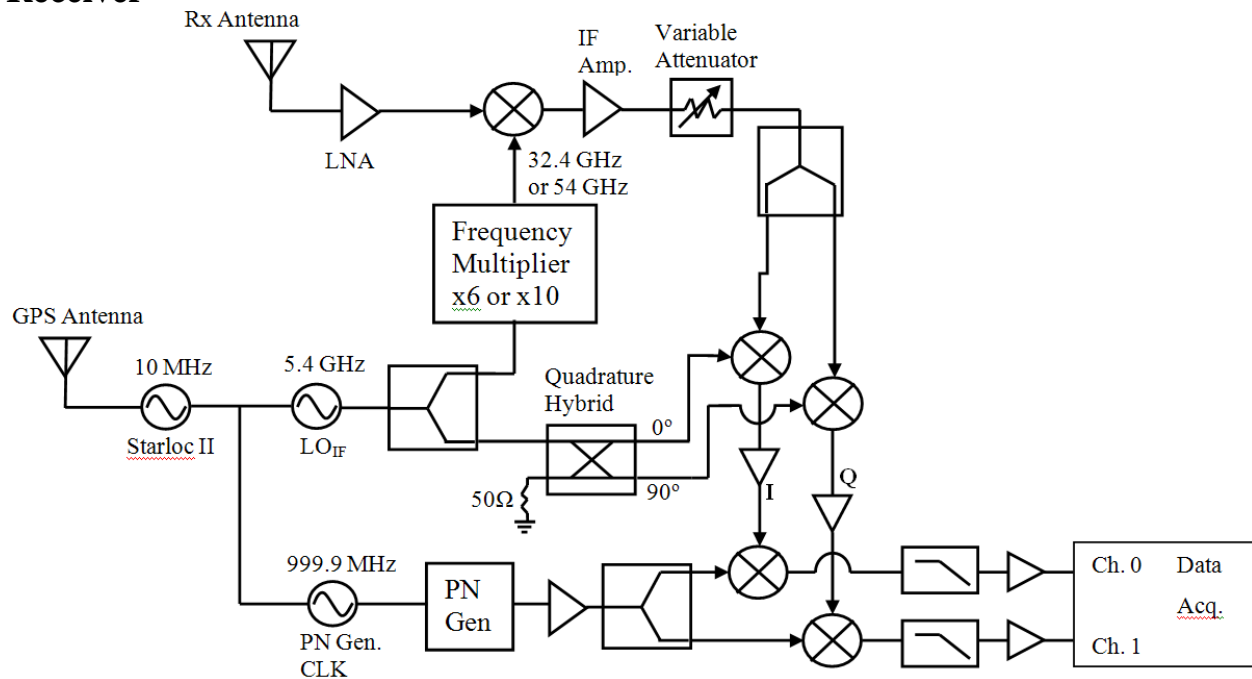 Receiver
Rx Antenna
IF
Amp.
Variable
Attenuator
LNA
32.4 GHz
or 54 GHz
Frequency
Multiplier
x6 or x10
GPS Antenna
10 MHz
Starloc II
5.4 GHz
LOIF
Quadrature
Hybrid
0°
90°
50Ω
I
Q
999.9 MHz
PN Gen.
CLK
PN
Gen
Ch. 0 Data
Acq.
Ch. 1